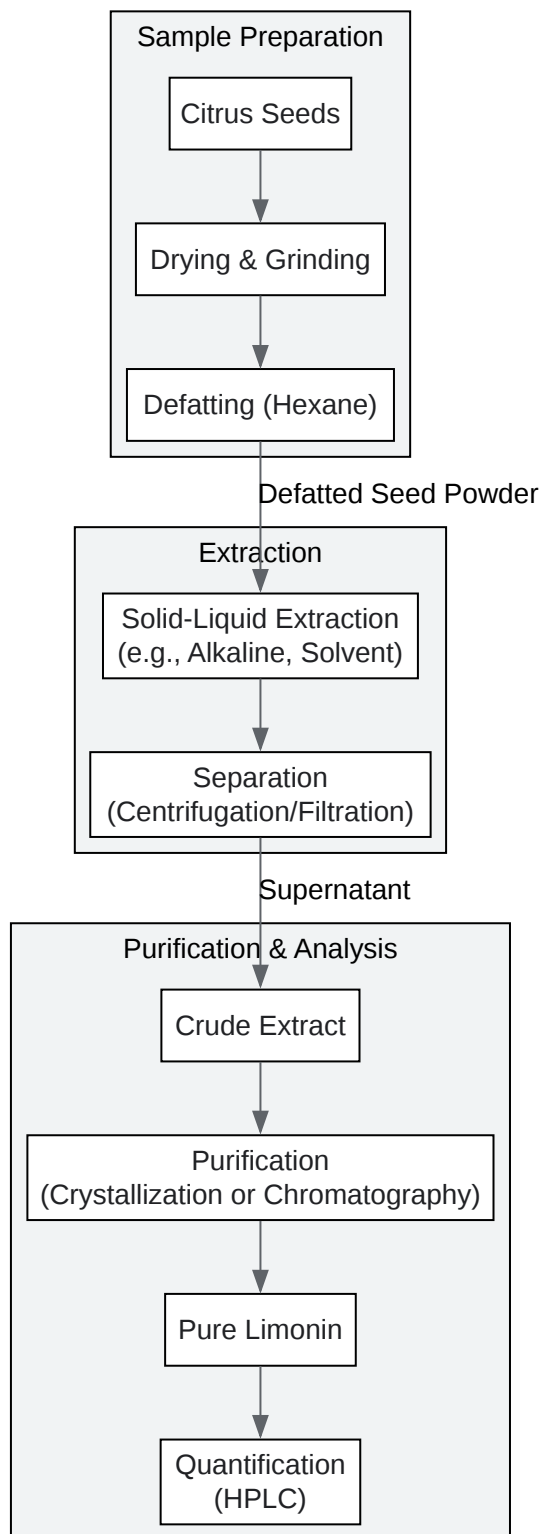 Sample Preparation
Citrus Seeds
Drying & Grinding
Defatting (Hexane)
Defatted Seed Powder
Extraction
Solid-Liquid Extraction
(e.g., Alkaline, Solvent)
Separation
(Centrifugation/Filtration)
Supernatant
Purification & Analysis
Crude Extract
Purification
(Crystallization or Chromatography)
Pure Limonin
Quantification
(HPLC)